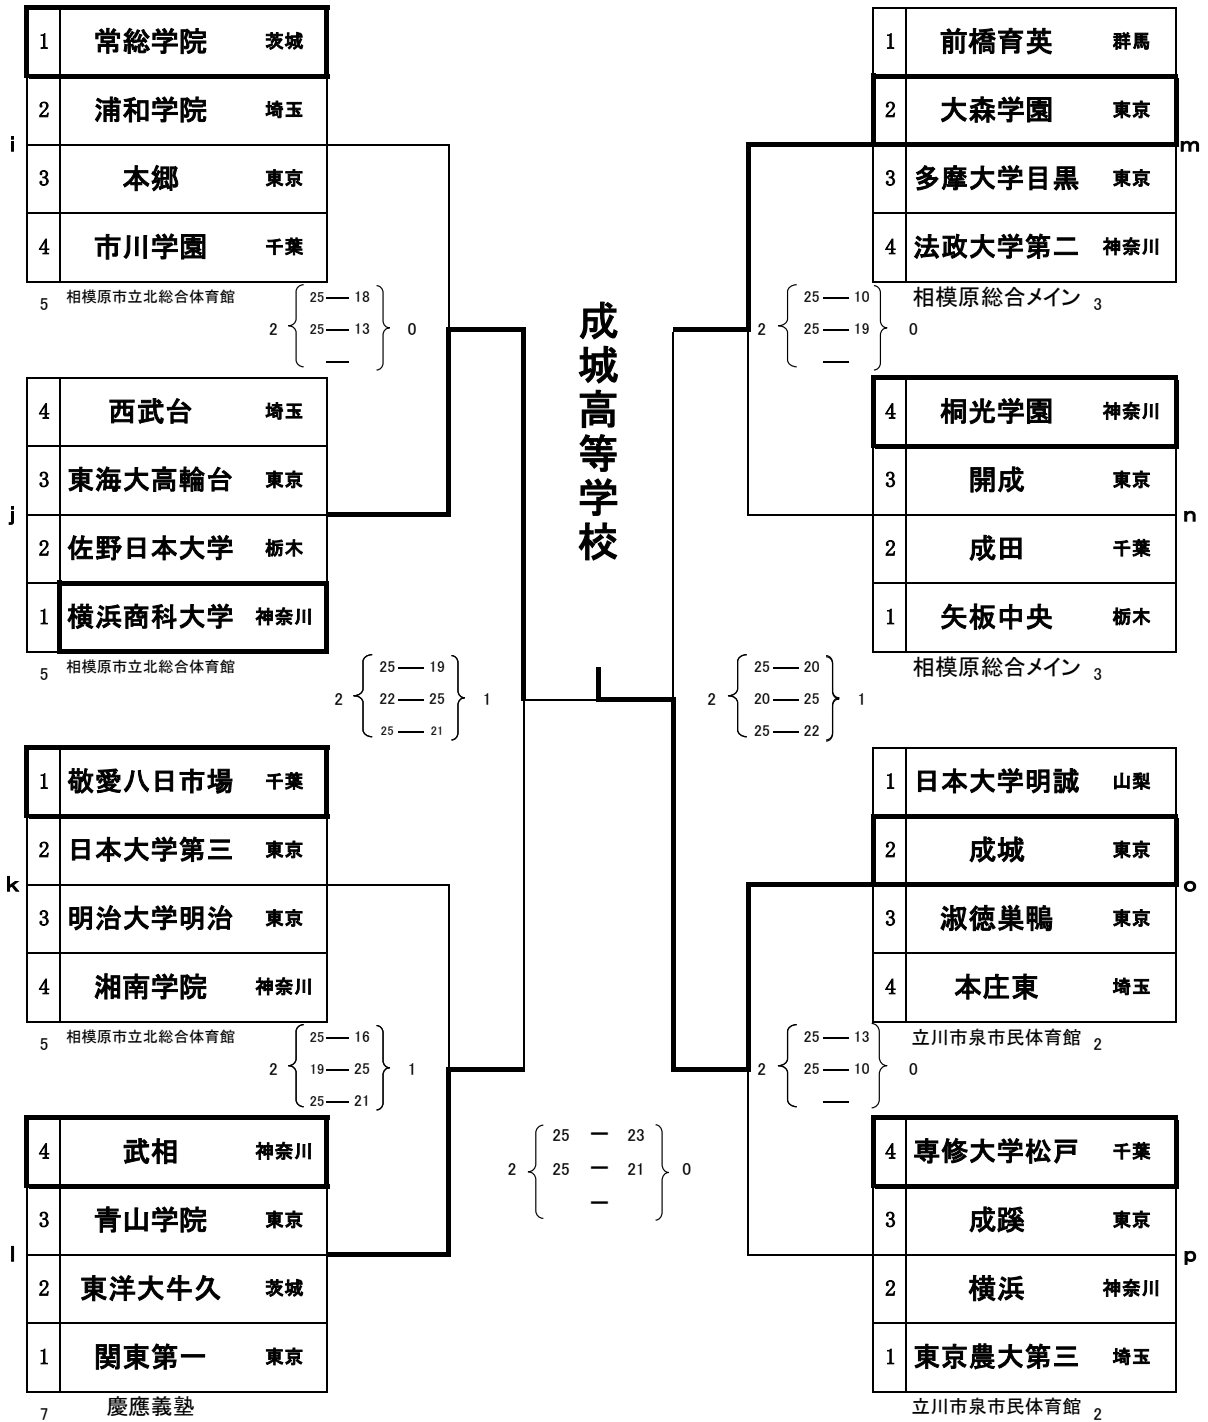 1 常総学院 茨城
2 浦和学院 埼玉
i
3 本郷 東京
4 市川学園 千葉
5 相模原市立北総合体育館
25 — 18
2 25 — 13 0
—
4 西武台 埼玉
3 東海大高輪台 東京
j
2 佐野日本大学 栃木
1 横浜商科大学 神奈川
5 相模原市立北総合体育館
25 — 19
2 22 — 25 1
25 — 21
1 敬愛八日市場 千葉
2 日本大学第三 東京
k
3 明治大学明治 東京
4 湘南学院 神奈川
5 相模原市立北総合体育館
25 — 16
2 19 — 25 1
25 — 21
4 武相 神奈川
3 青山学院 東京
l
2 東洋大牛久 茨城
1 関東第一 東京
7 慶應義塾
成城高等学校
25 — 23
2 25 — 21 0
—
1 前橋育英 群馬
2 大森学園 東京
m
3 多摩大学目黒 東京
4 法政大学第二 神奈川
相模原総合メイン 3
25 — 10
2 25 — 19 0
—
4 桐光学園 神奈川
3 開成 東京
n
2 成田 千葉
1 矢板中央 栃木
相模原総合メイン 3
25 — 20
2 20 — 25 1
25 — 22
1 日本大学明誠 山梨
2 成城 東京
o
3 淑徳巣鴨 東京
4 本庄東 埼玉
立川市泉市民体育館 2
25 — 13
2 25 — 10 0
—
4 専修大学松戸 千葉
3 成蹊 東京
p
2 横浜 神奈川
1 東京農大第三 埼玉
立川市泉市民体育館 2